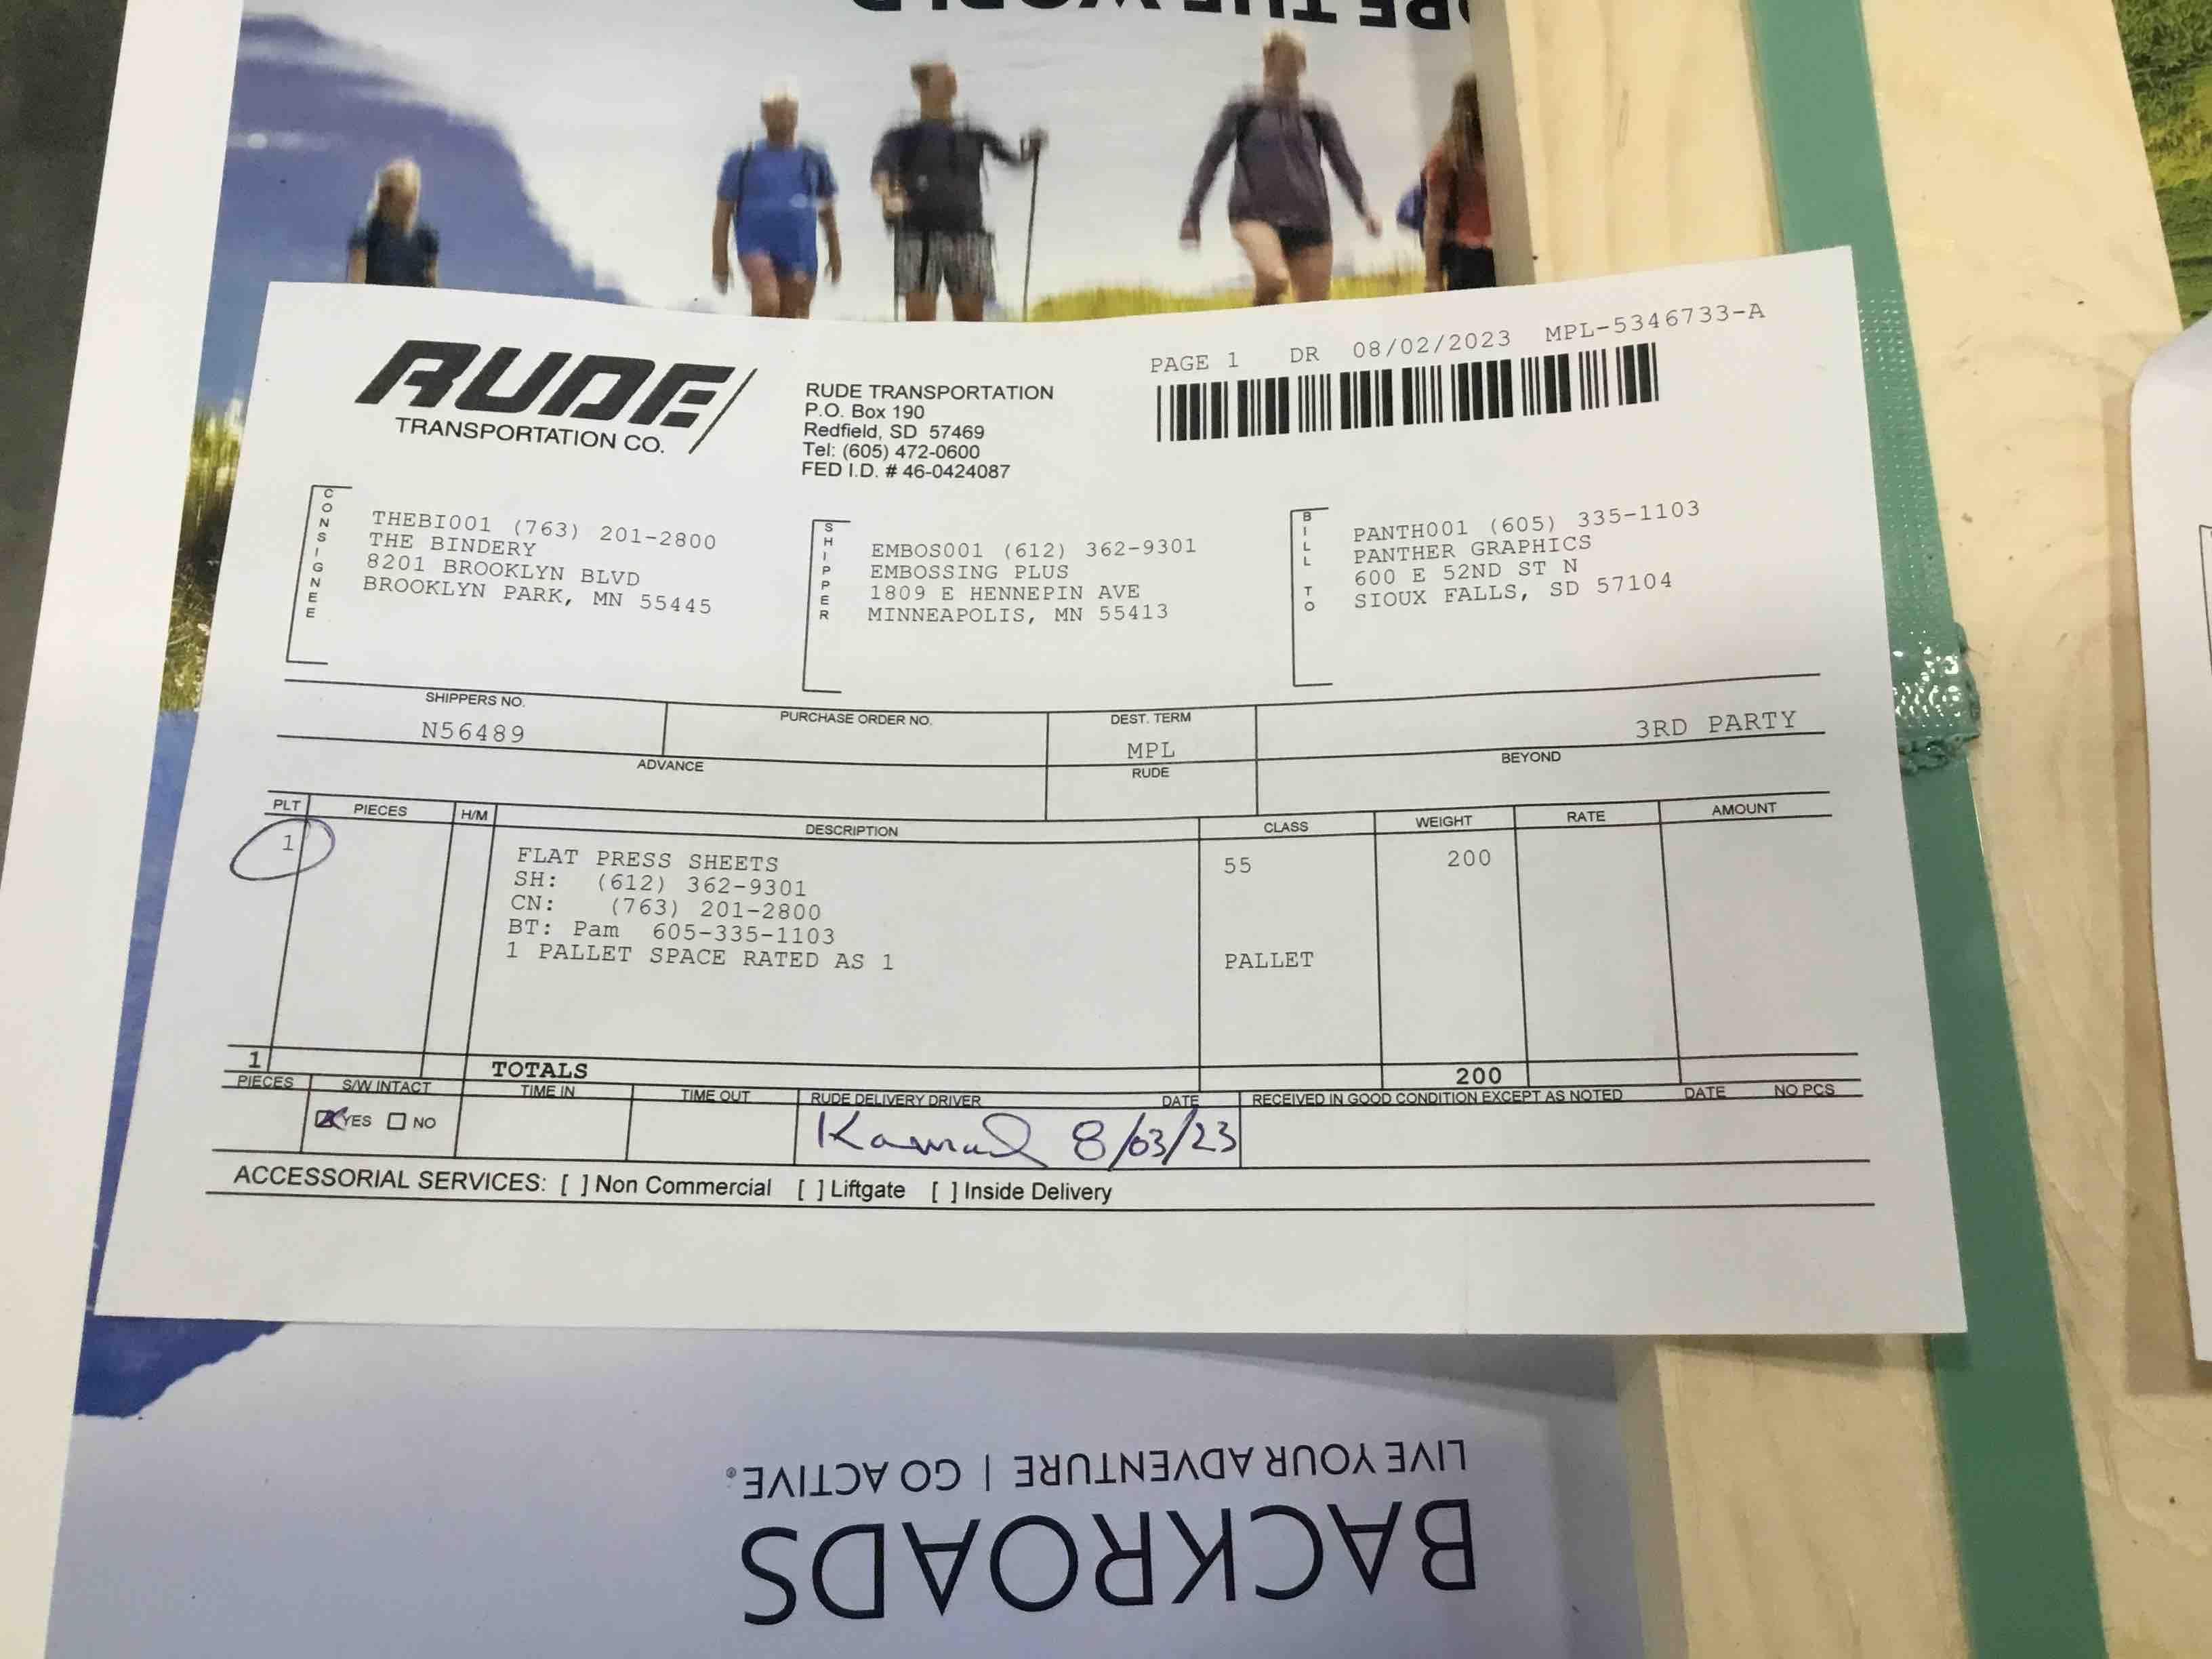 RUDE
TRANSPORTATION CO.
RUDE TRANSPORTATION
P.O. Box 190
Redfield, SD 57469
Tel: (605) 472-0600
FED I.D. # 46-0424087
PAGE 1 DR 08/02/2023 MPL-5346733-A
CONSIGNEE
THEBI001 (763) 201-2800
THE BINDERY
8201 BROOKLYN BLVD
BROOKLYN PARK, MN 55445
SHIPPER
EMBOS001 (612) 362-9301
EMBOSSING PLUS
1809 E HENNEPIN AVE
MINNEAPOLIS, MN 55413
BILL TO
PANTH001 (605) 335-1103
PANTHER GRAPHICS
600 E 52ND ST N
SIOUX FALLS, SD 57104
SHIPPERS NO. PURCHASE ORDER NO. DEST. TERM
N56489 MPL 3RD PARTY
ADVANCE RUDE BEYOND
PLT PIECES H/M DESCRIPTION CLASS WEIGHT RATE AMOUNT
1 FLAT PRESS SHEETS 55 200
SH: (612) 362-9301
CN: (763) 201-2800
BT: Pam 605-335-1103
1 PALLET SPACE RATED AS 1 PALLET
1 TOTALS 200
PIECES S/W INTACT TIME IN TIME OUT RUDE DELIVERY DRIVER DATE RECEIVED IN GOOD CONDITION EXCEPT AS NOTED DATE NO PCS
YES NO 8/03/23
ACCESSORIAL SERVICES: [ ] Non Commercial [ ] Liftgate [ ] Inside Delivery
LIVE YOUR ADVENTURE | GO ACTIVE.®
BACKROADS